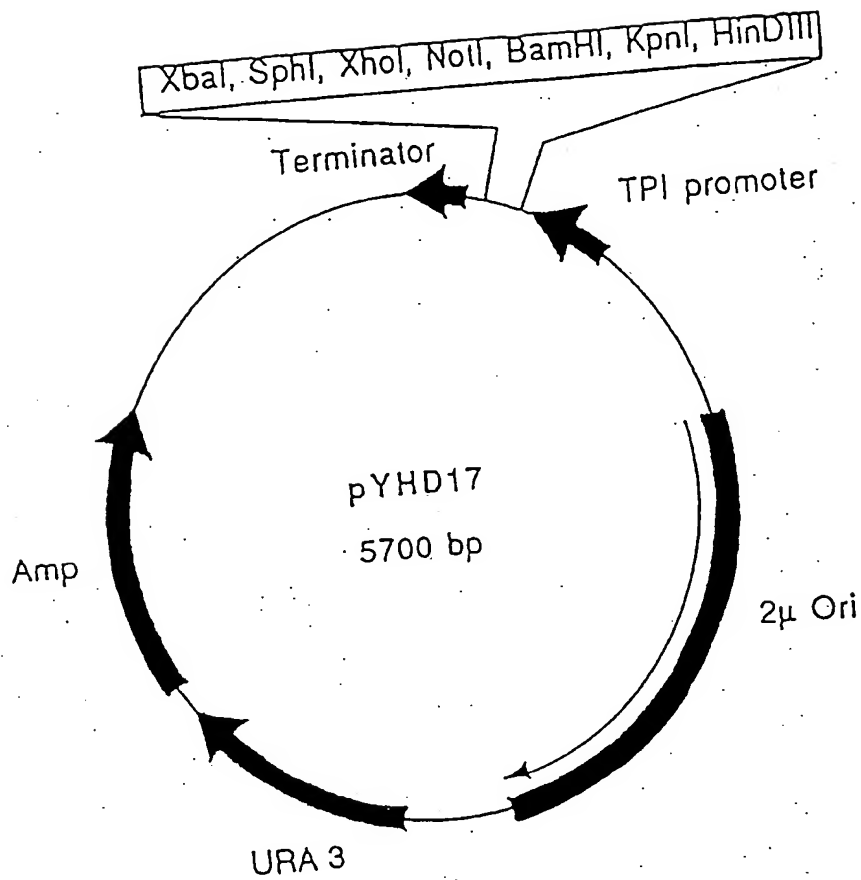 XbaI, SphI, XhoI, NotI, BamHI, KpnI, HinDIII
Terminator
TPI promoter
pYHD17
5700 bp
Amp
2μ Ori
URA 3